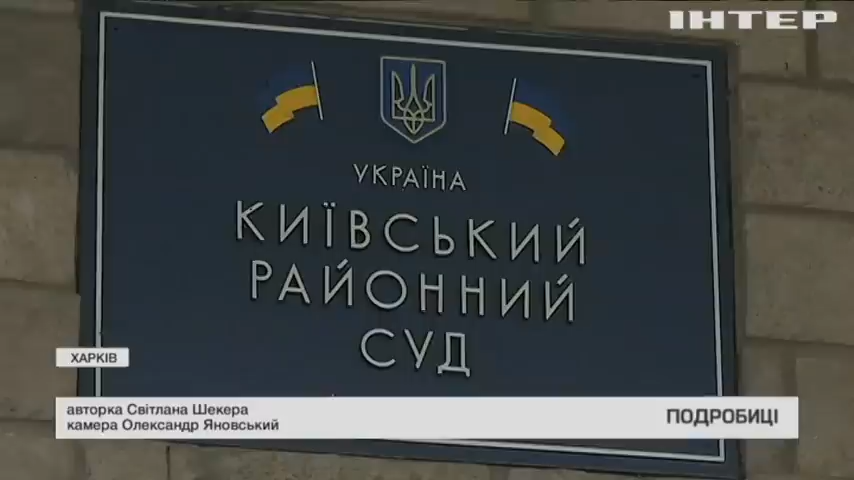 ІНТЕР
УКРАЇНА
КИЇВСЬКИЙ
РАЙОННИЙ
СУД
ХАРКІВ
авторка Світлана Шекера
камера Олександр Яновський
ПОДРОБИЦІ